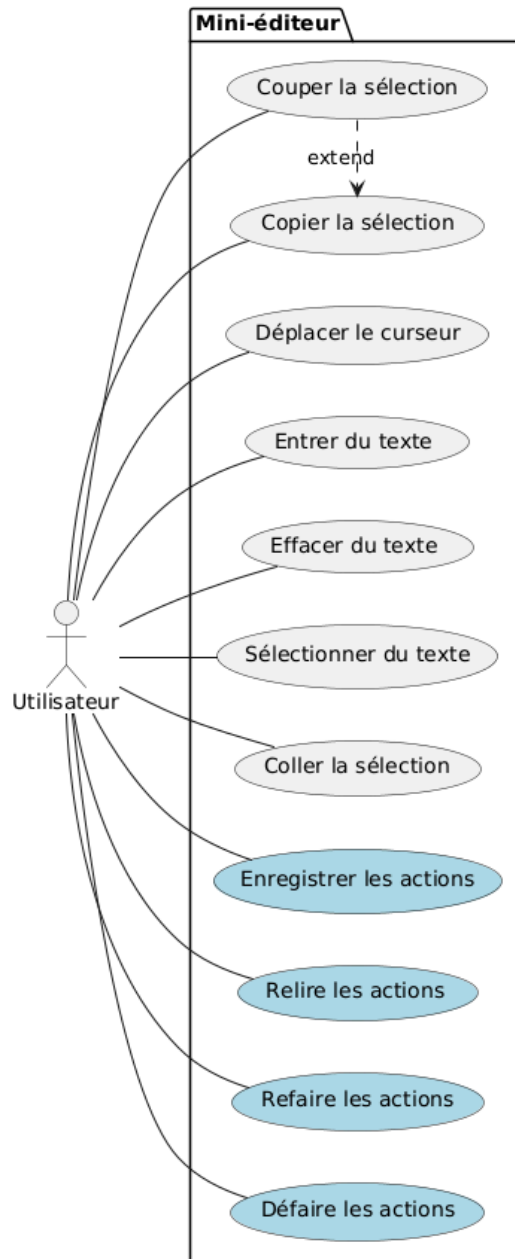 Mini-éditeur
Couper la sélection
extend
Copier la sélection
Déplacer le curseur
Entrer du texte
Effacer du texte
Sélectionner du texte
Utilisateur
Coller la sélection
Enregistrer les actions
Relire les actions
Refaire les actions
Défaire les actions